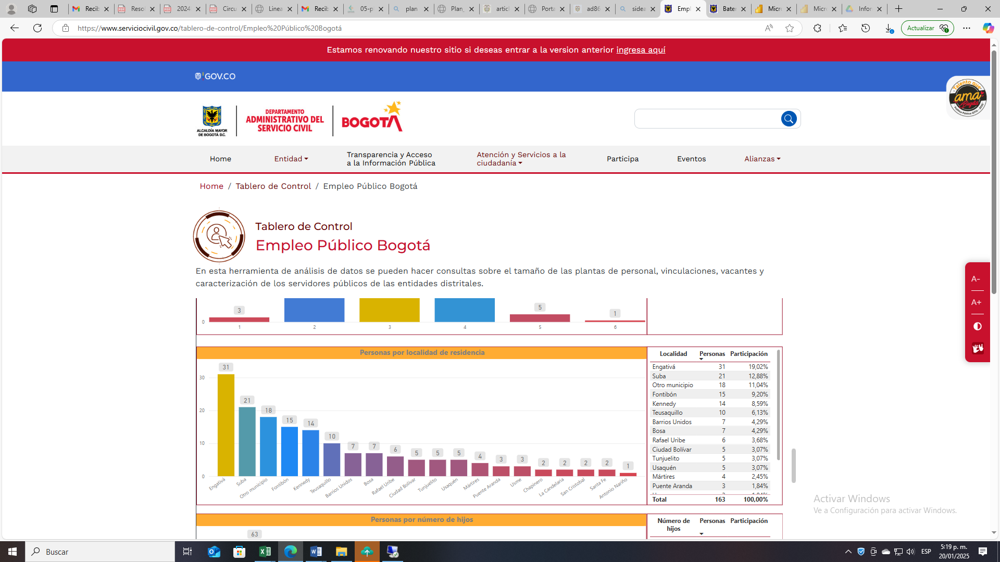 Recib
Resol
2024
Circu
Linea
Recib
05-p
plan
Plan_
articl
Porta
ad86
sidea
Empl
Bater
Micro
Micro
Infor
https://www.serviciocivil.gov.co/tablero-de-control/Empleo%20Público%20Bogotá
Actualizar
Estamos renovando nuestro sitio si deseas entrar a la version anterior ingresa aquí
GOV.CO
Talento que
ama
Bogotá
ALCALDÍA MAYOR
DE BOGOTÁ D.C.
DEPARTAMENTO
ADMINISTRATIVO DEL
SERVICIO CIVIL
BOGOTÁ
Home
Entidad
Transparencia y Acceso
a la Información Pública
Atención y Servicios a la
ciudadanía
Participa
Eventos
Alianzas
Home / Tablero de Control / Empleo Público Bogotá
Tablero de Control
Empleo Público Bogotá
En esta herramienta de análisis de datos se pueden hacer consultas sobre el tamaño de las plantas de personal, vinculaciones, vacantes y
caracterización de los servidores públicos de las entidades distritales.
A-
A+
3
5
1
0
1 2 3 4 5 6
Personas por localidad de residencia
30
20
10
0
31 21 18 15 14 10 7 7 6 5 5 5 4 3 3 2 2 2 2 1
Engativá
Suba
Otro municipio
Fontibón
Kennedy
Teusaquillo
Barrios Unidos
Bosa
Rafael Uribe
Ciudad Bolívar
Tunjuelito
Usaquén
Mártires
Puente Aranda
Usme
Chapinero
La Candelaria
San Cristobal
Santa Fe
Antonio Nariño
Localidad Personas Participación
Engativá 31 19,02%
Suba 21 12,88%
Otro municipio 18 11,04%
Fontibón 15 9,20%
Kennedy 14 8,59%
Teusaquillo 10 6,13%
Barrios Unidos 7 4,29%
Bosa 7 4,29%
Rafael Uribe 6 3,68%
Ciudad Bolívar 5 3,07%
Tunjuelito 5 3,07%
Usaquén 5 3,07%
Mártires 4 2,45%
Puente Aranda 3 1,84%
Total 163 100,00%
Personas por número de hijos
63
Número de
hijos
Personas Participación
Activar Windows
Ve a Configuración para activar Windows.
Buscar
ESP
5:19 p. m.
20/01/2025